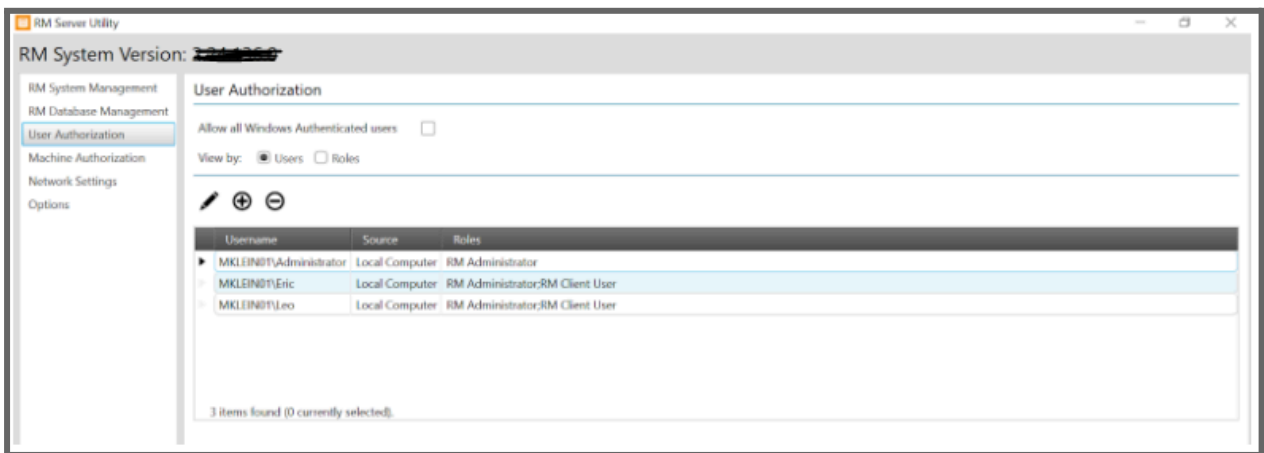 RM Server Utility
RM System Version:
RM System Management
RM Database Management
User Authorization
Machine Authorization
Network Settings
Options
User Authorization
Allow all Windows Authenticated users
View by: Users Roles
Username Source Roles
MKLEIN01\Administrator Local Computer RM Administrator
MKLEIN01\Eric Local Computer RM Administrator;RM Client User
MKLEIN01\Leo Local Computer RM Administrator;RM Client User
3 items found (0 currently selected).